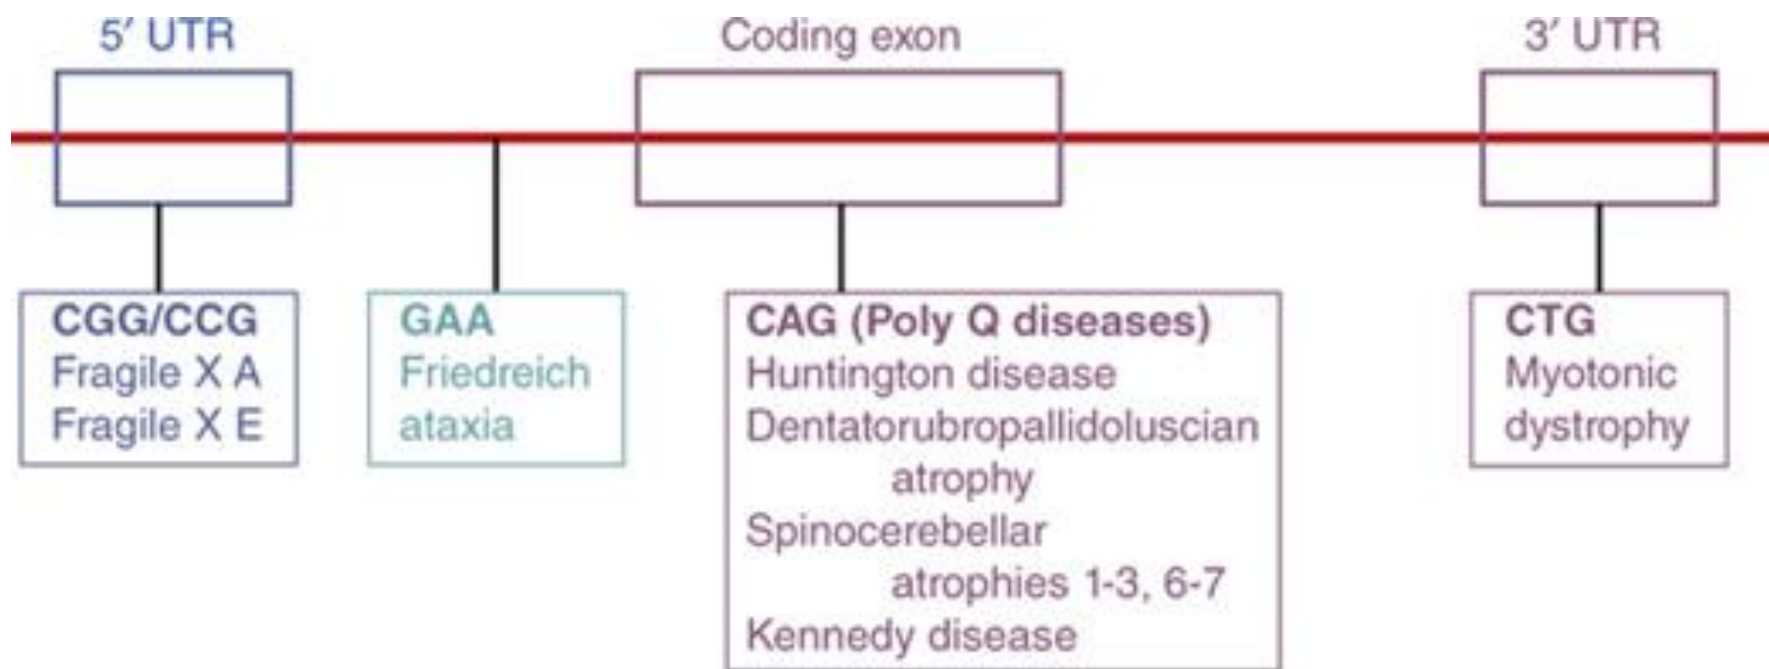 5′ UTR
Coding exon
3′ UTR
CGG/CCG
Fragile X A
Fragile X E
GAA
Friedreich
ataxia
CAG (Poly Q diseases)
Huntington disease
Dentatorubropallidoluscian
atrophy
Spinocerebellar
atrophies 1-3, 6-7
Kennedy disease
CTG
Myotonic
dystrophy